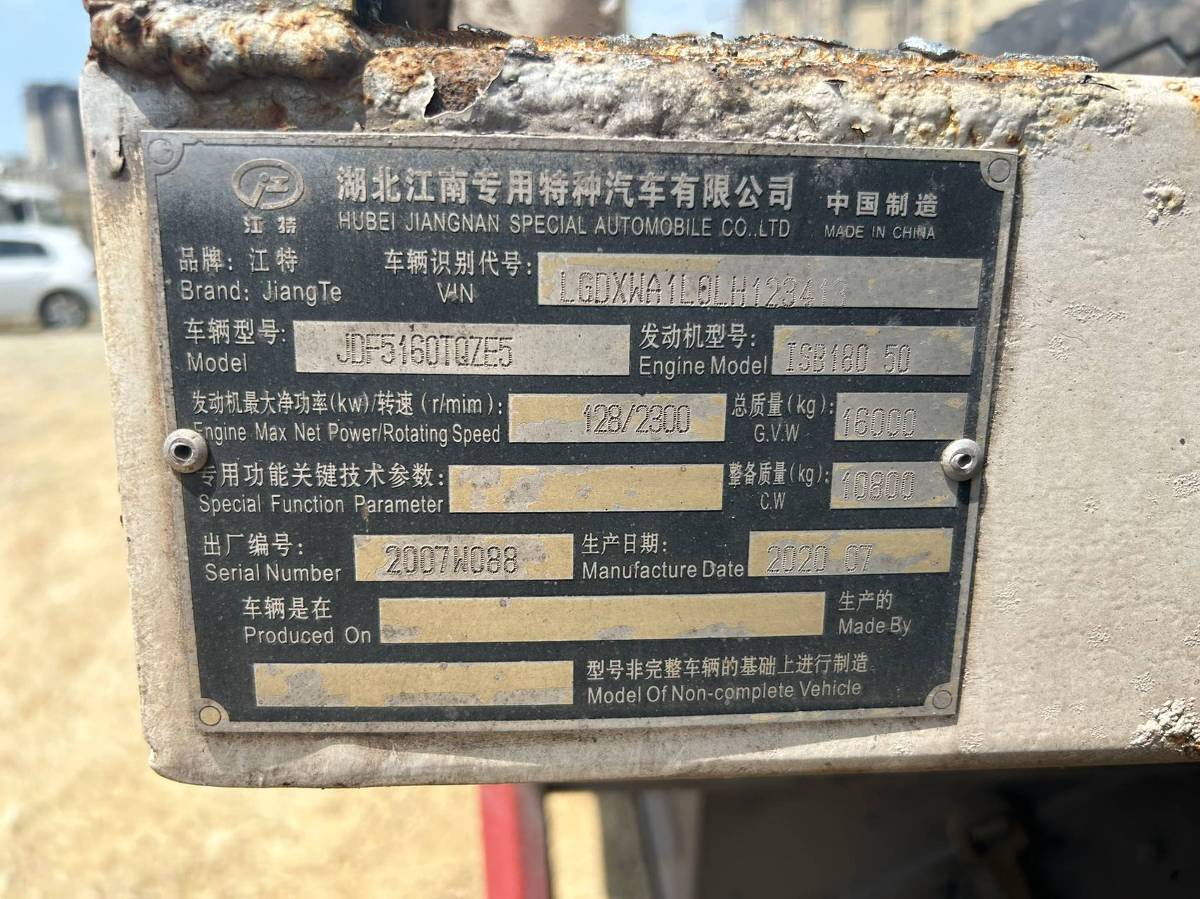 湖北江南专用特种汽车有限公司 中国制造
江特 HUBEI JIANGNAN SPECIAL AUTOMOBILE CO.,LTD MADE IN CHINA
品牌: 江特 车辆识别代号:
Brand: JiangTe VIN LGDXWA1L0LH123413
车辆型号: JDF5160TQZE5 发动机型号: ISB180 50
Model Engine Model
发动机最大净功率(kw)/转速(r/mim): 128/2300 总质量(kg): 16000
Engine Max Net Power/Rotating Speed G.V.W
专用功能关键技术参数: 整备质量(kg): 10800
Special Function Parameter C.W
出厂编号: 2007W088 生产日期: 2020 07
Serial Number Manufacture Date
车辆是在 生产的
Produced On Made By
型号非完整车辆的基础上进行制造
Model Of Non-complete Vehicle